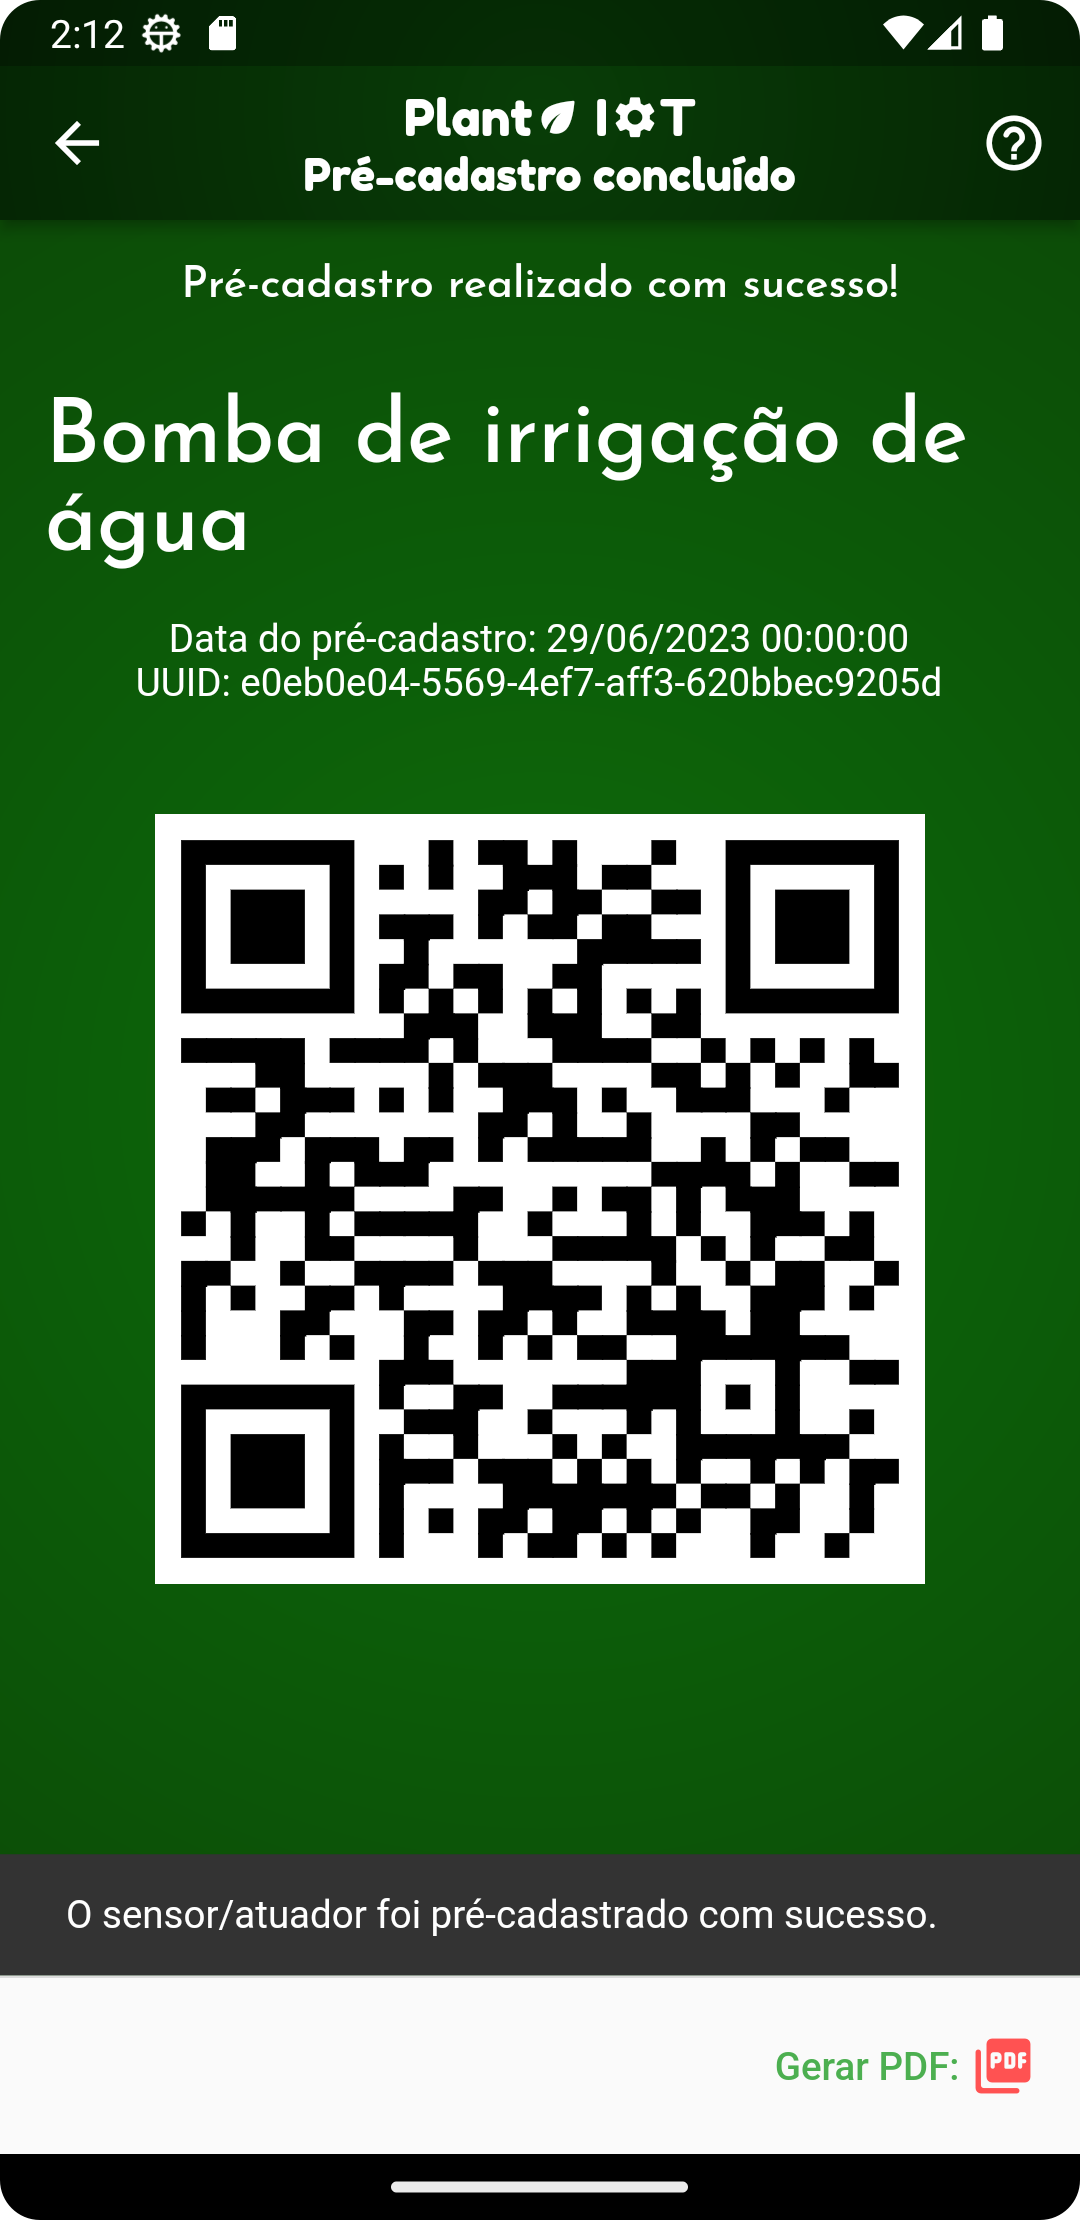 2:12
Plant IoT
Pré-cadastro concluído
Pré-cadastro realizado com sucesso!
Bomba de irrigação de
água
Data do pré-cadastro: 29/06/2023 00:00:00
UUID: e0eb0e04-5569-4ef7-aff3-620bbec9205d
O sensor/atuador foi pré-cadastrado com sucesso.
Gerar PDF: PDF